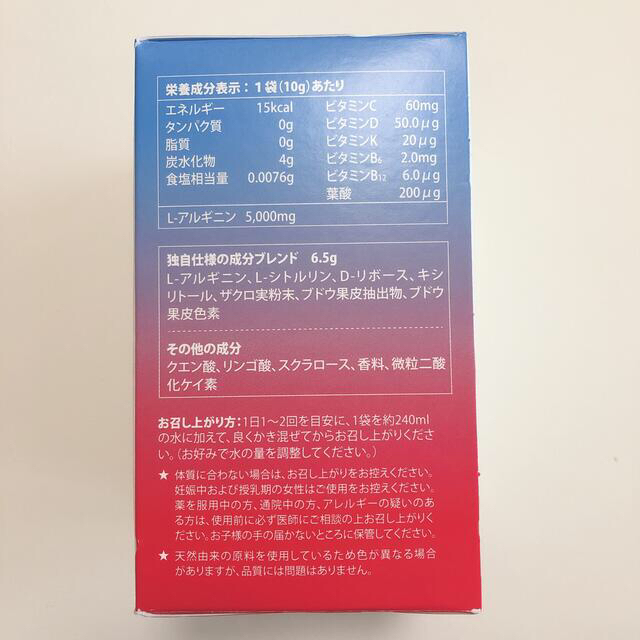 栄養成分表示：1袋(10g)あたり
エネルギー 15kcal ビタミンC 60mg
タンパク質 0g ビタミンD 50.0μg
脂質 0g ビタミンK 20μg
炭水化物 4g ビタミンB6 2.0mg
食塩相当量 0.0076g ビタミンB12 6.0μg
葉酸 200μg
L-アルギニン 5,000mg
独自仕様の成分ブレンド 6.5g
L-アルギニン、L-シトルリン、D-リボース、キシ
リトール、ザクロ実粉末、ブドウ果皮抽出物、ブドウ
果皮色素
その他の成分
クエン酸、リンゴ酸、スクラロース、香料、微粒二酸
化ケイ素
お召し上がり方：1日1～2回を目安に、1袋を約240ml
の水に加えて、良くかき混ぜてからお召し上がりくださ
い。（お好みで水の量を調整してください。）
★ 体質に合わない場合は、お召し上がりをお控えください。
妊娠中および授乳期の女性はご使用をお控えください。
薬を服用中の方、通院中の方、アレルギーの疑いのあ
る方は、使用前に必ず医師にご相談の上お召し上がりく
ださい。お子様の手の届かないところに保管してください。
★ 天然由来の原料を使用しているため色が異なる場合
がありますが、品質には問題はありません。